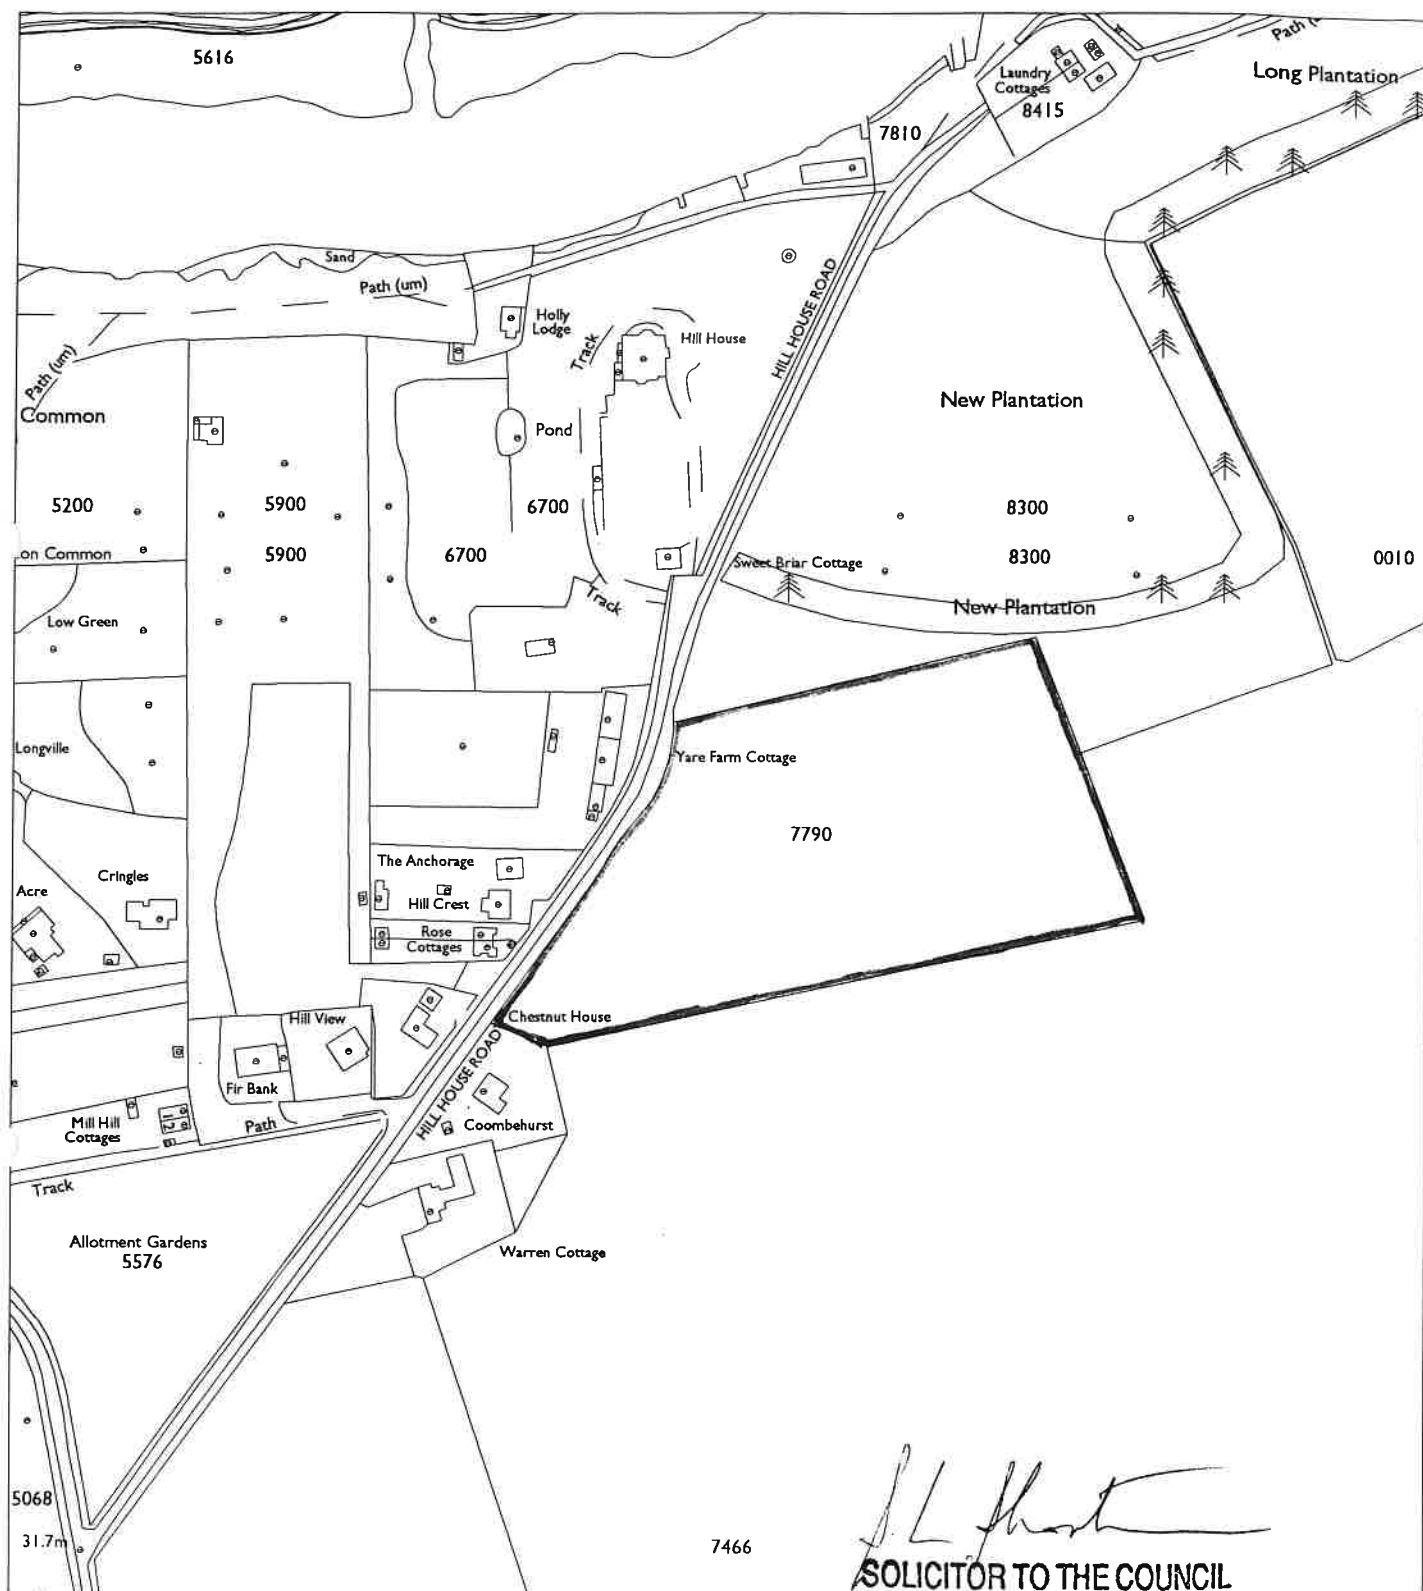 5616
Path (u
Long Plantation
Laundry
Cottages
8415
7810
Sand
Path (um)
HILL HOUSE ROAD
Holly
Lodge
Track
Hill House
Path (um)
Common
New Plantation
Pond
5200
5900
6700
8300
on Common
5900
6700
Sweet Briar Cottage
8300
0010
Track
New Plantation
Low Green
Longville
Yare Farm Cottage
7790
The Anchorage
Acre
Cringles
Hill Crest
Rose
Cottages
Hill View
Chestnut House
HILL HOUSE ROAD
Fir Bank
Mill Hill
Cottages
1
2
Path
Coombehurst
Track
Allotment Gardens
5576
Warren Cottage
5068
31.7m
7466
SOLICITOR TO THE COUNCIL